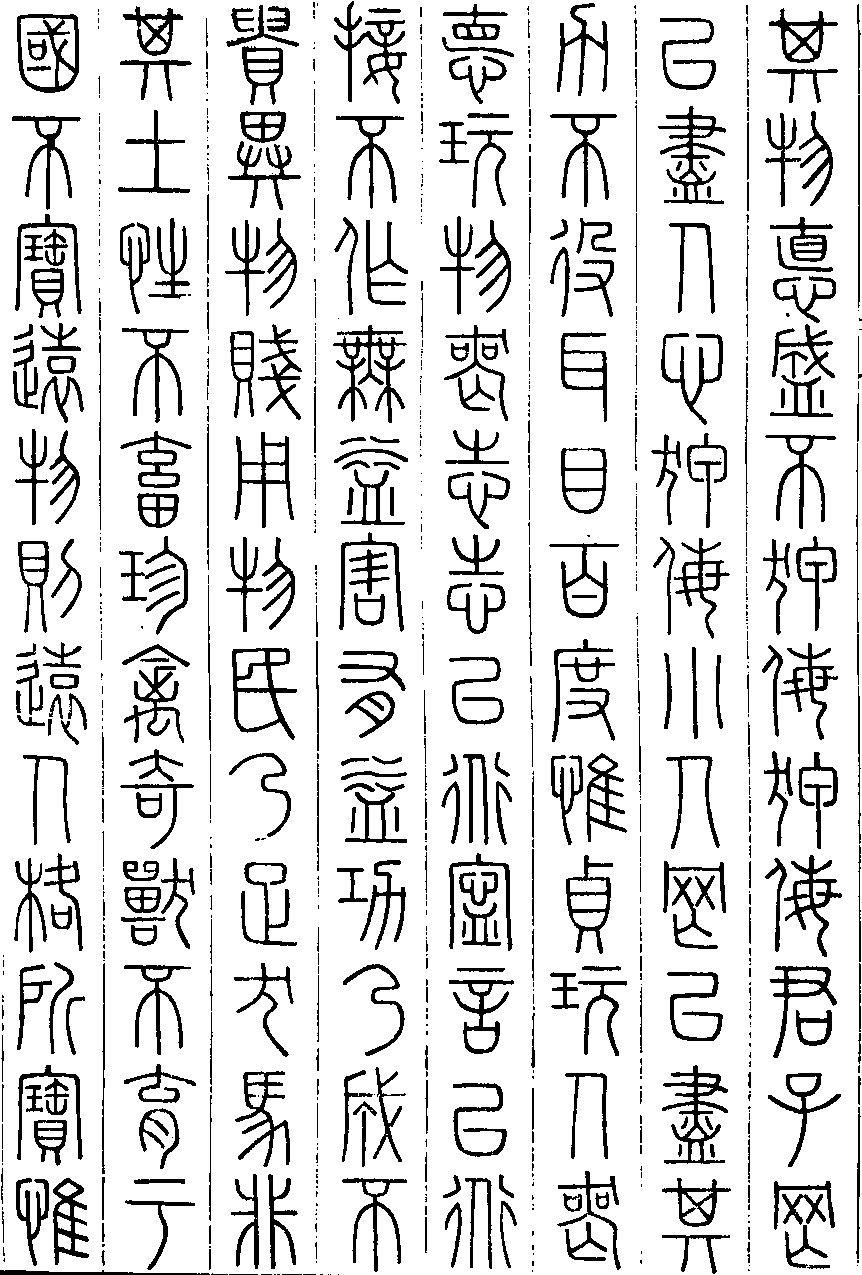 其物悳盛不狎侮狎侮君子罔
以盡人心狎侮小人罔以盡其
力不役耳目百度惟貞玩人喪
悳玩物喪志志以道寧言以道
接不作無益害有益功乃成不
貴異物賤用物民乃足犬馬非
其土性不畜珍禽奇獸不育于
國不寶遠物則遠人格所寶惟